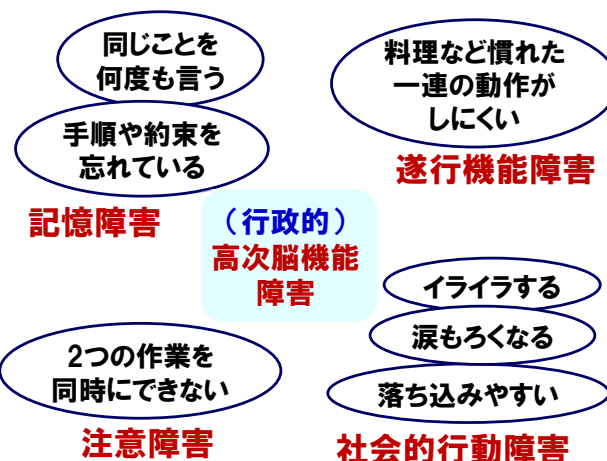 同じことを
何度も言う
手順や約束を
忘れている
記憶障害
料理など慣れた
一連の動作が
しにくい
遂行機能障害
（行政的）
高次脳機能
障害
2つの作業を
同時にできない
注意障害
イライラする
涙もろくなる
落ち込みやすい
社会的行動障害